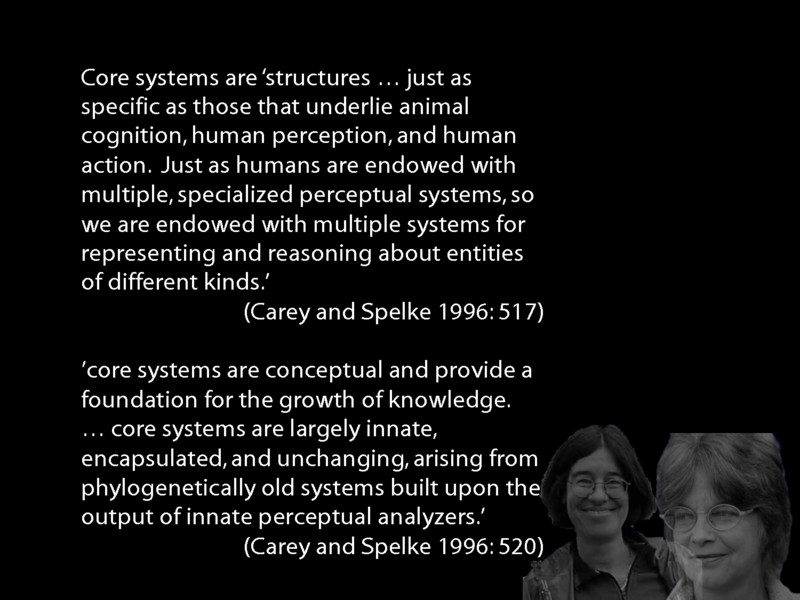 Core systems are ‘structures … just as
specific as those that underlie animal
cognition, human perception, and human
action.  Just as humans are endowed with
multiple, specialized perceptual systems, so
we are endowed with multiple systems for
representing and reasoning about entities
of different kinds.’
(Carey and Spelke 1996: 517)
’core systems are conceptual and provide a
foundation for the growth of knowledge.
… core systems are largely innate,
encapsulated, and unchanging, arising from
phylogenetically old systems built upon the
output of innate perceptual analyzers.’
(Carey and Spelke 1996: 520)